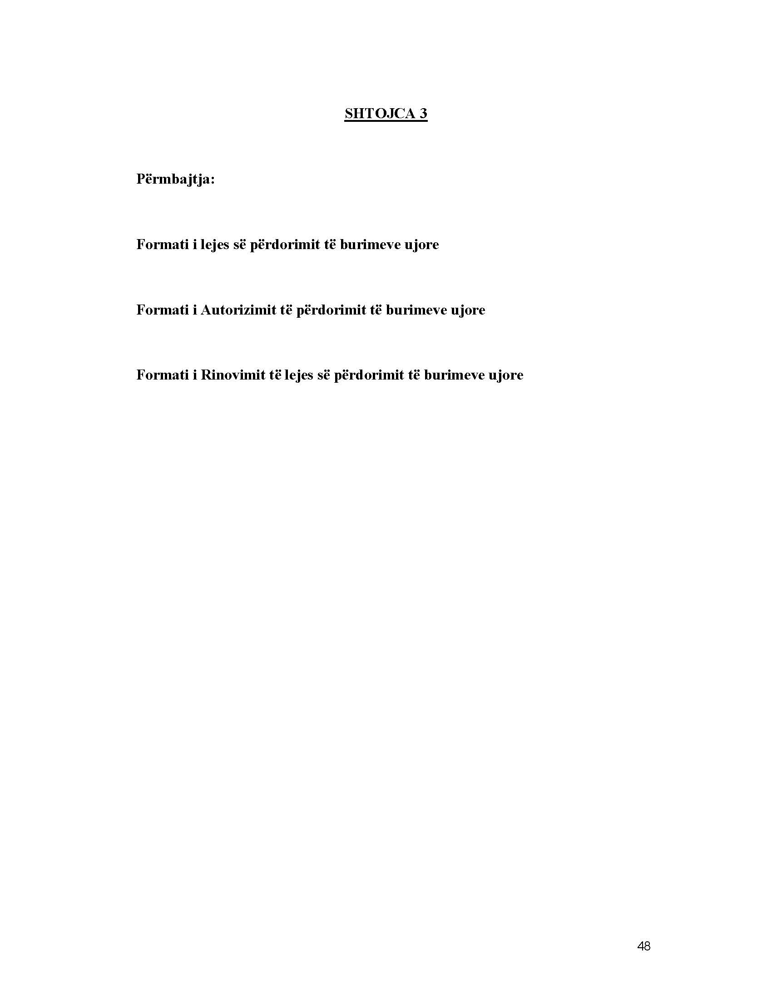 SHTOJCA 3
Përmbajtja:
Formati i lejes së përdorimit të burimeve ujore
Formati i Autorizimit të përdorimit të burimeve ujore
Formati i Rinovimit të lejes së përdorimit të burimeve ujore
48